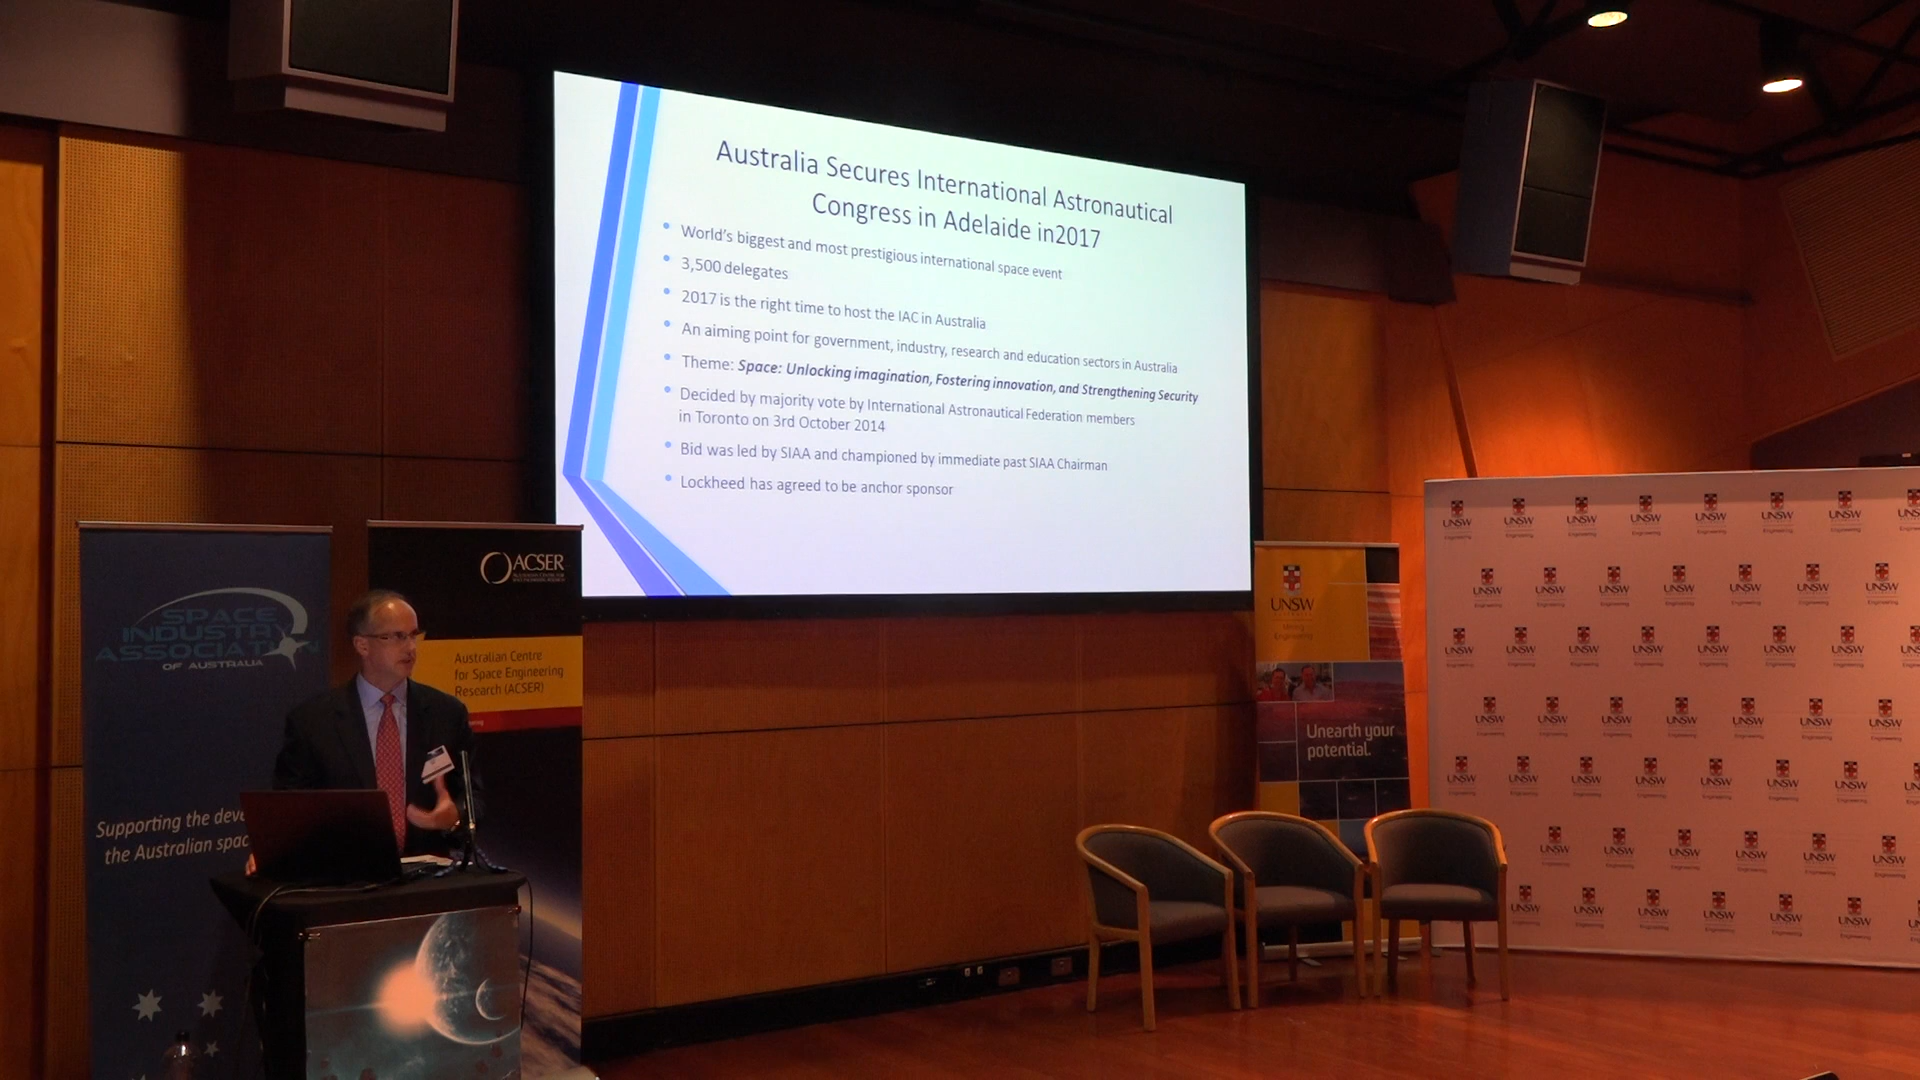 Australia Secures International Astronautical
Congress in Adelaide in2017
• World's biggest and most prestigious international space event
• 3,500 delegates
• 2017 is the right time to host the IAC in Australia
• An aiming point for government, industry, research and education sectors in Australia
• Theme: Space: Unlocking imagination, Fostering innovation, and Strengthening Security
• Decided by majority vote by International Astronautical Federation members
in Toronto on 3rd October 2014
• Bid was led by SIAA and championed by immediate past SIAA Chairman
• Lockheed has agreed to be anchor sponsor
SPACE
INDUSTRY
ASSOCIATION
OF AUSTRALIA
Supporting the deve
the Australian spac
ACSER
Australian Centre
for Space Engineering
Research (ACSER)
UNSW
Mining
Engineering
Unearth your
potential.
UNSW
Engineering